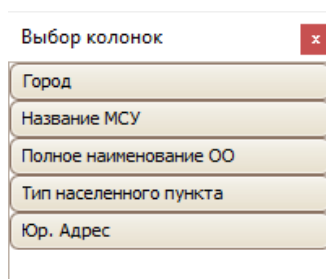 Выбор колонок
x
Город
Название МСУ
Полное наименование ОО
Тип населенного пункта
Юр. Адрес